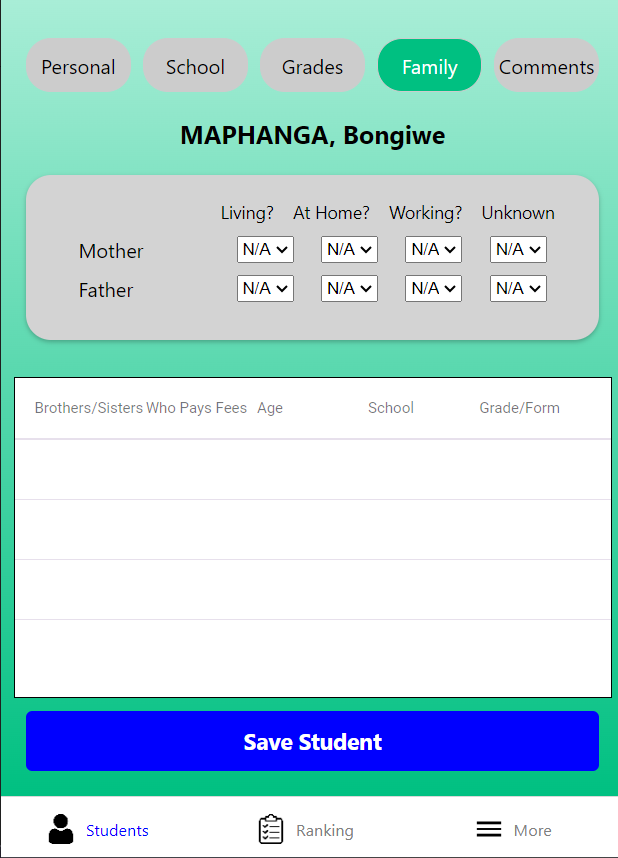 Personal School Grades Family Comments
MAPHANGA, Bongiwe
Living? At Home? Working? Unknown
Mother N/A N/A N/A N/A
Father N/A N/A N/A N/A
Brothers/Sisters Who Pays Fees Age School Grade/Form
Save Student
Students Ranking More